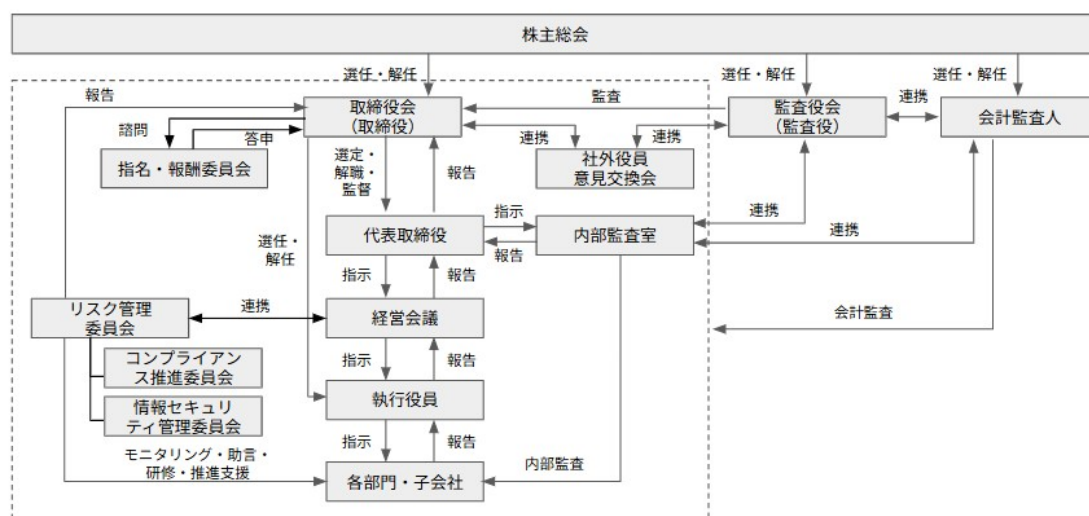 株主総会
選任・解任
選任・解任
選任・解任
報告
取締役会
（取締役）
監査
監査役会
（監査役）
連携
会計監査人
諮問
答申
指名・報酬委員会
連携
連携
社外役員
意見交換会
選定・
解職・
監督
報告
指示
連携
代表取締役
内部監査室
連携
報告
選任・
解任
指示
報告
リスク管理
委員会
連携
経営会議
会計監査
コンプライアン
ス推進委員会
指示
報告
執行役員
情報セキュリ
ティ管理委員会
指示
報告
モニタリング・助言・
研修・推進支援
内部監査
各部門・子会社